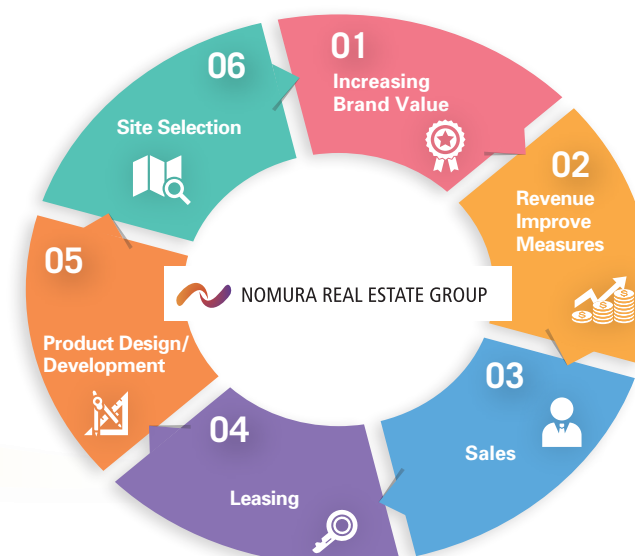 01
Increasing
Brand Value
02
Revenue
Improve
Measures
03
Sales
04
Leasing
05
Product Design/
Development
06
Site Selection
NOMURA REAL ESTATE GROUP